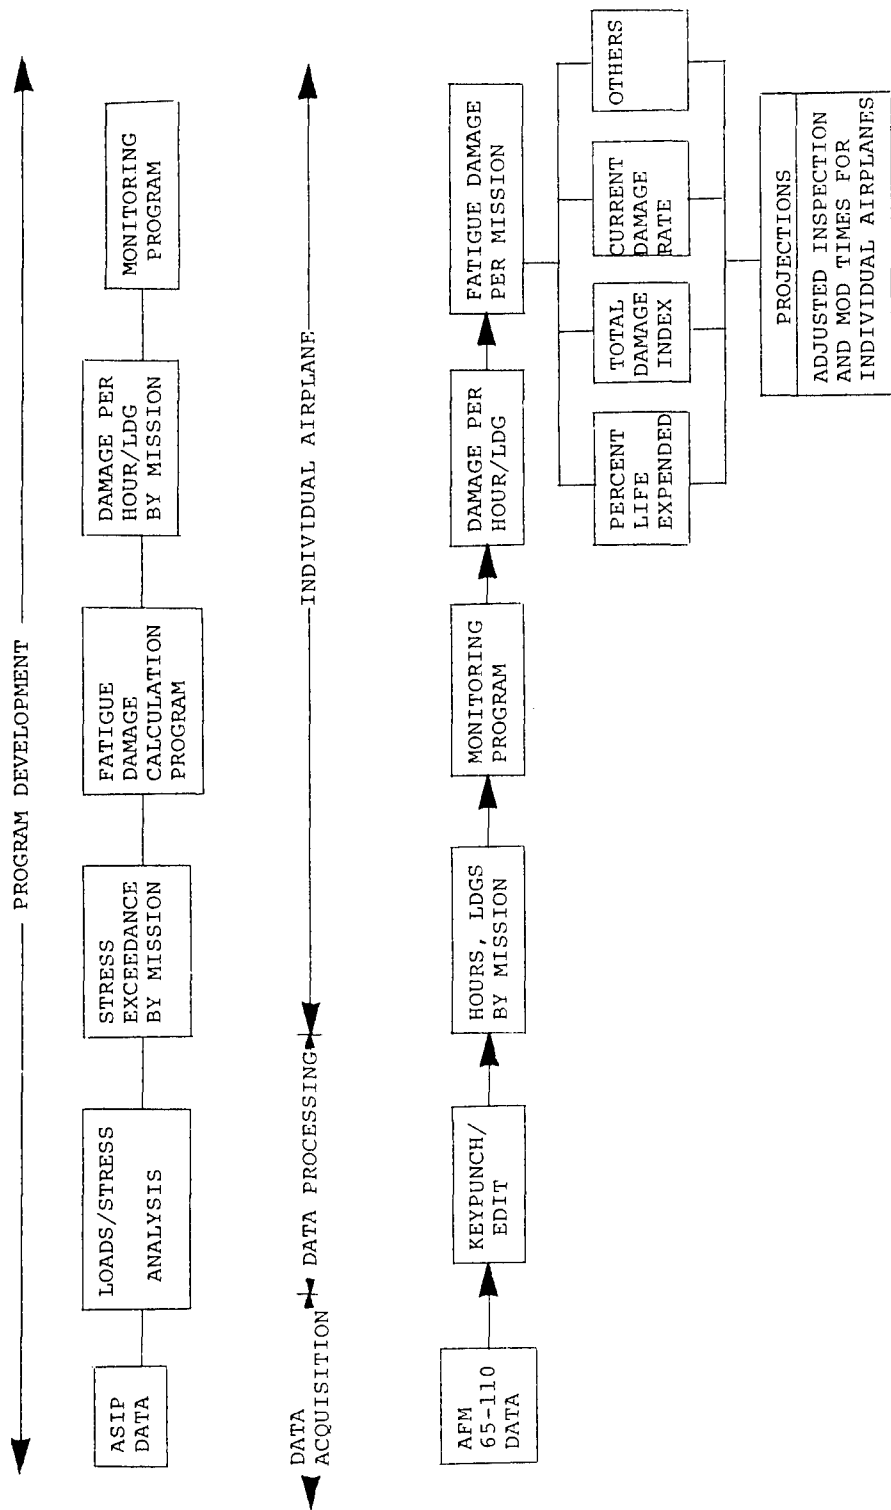 PROGRAM DEVELOPMENT
ASIP
DATA
LOADS/STRESS
ANALYSIS
STRESS
EXCEEDANCE
BY MISSION
FATIGUE
DAMAGE
CALCULATION
PROGRAM
DAMAGE PER
HOUR/LDG
BY MISSION
MONITORING
PROGRAM
DATA
ACQUISITION
DATA PROCESSING
INDIVIDUAL AIRPLANE
AFM
65-110
DATA
KEYPUNCH/
EDIT
HOURS, LDGS
BY MISSION
MONITORING
PROGRAM
DAMAGE PER
HOUR/LDG
FATIGUE DAMAGE
PER MISSION
PERCENT
LIFE
EXPENDED
TOTAL
DAMAGE
INDEX
CURRENT
DAMAGE
RATE
OTHERS
PROJECTIONS
ADJUSTED INSPECTION
AND MOD TIMES FOR
INDIVIDUAL AIRPLANES